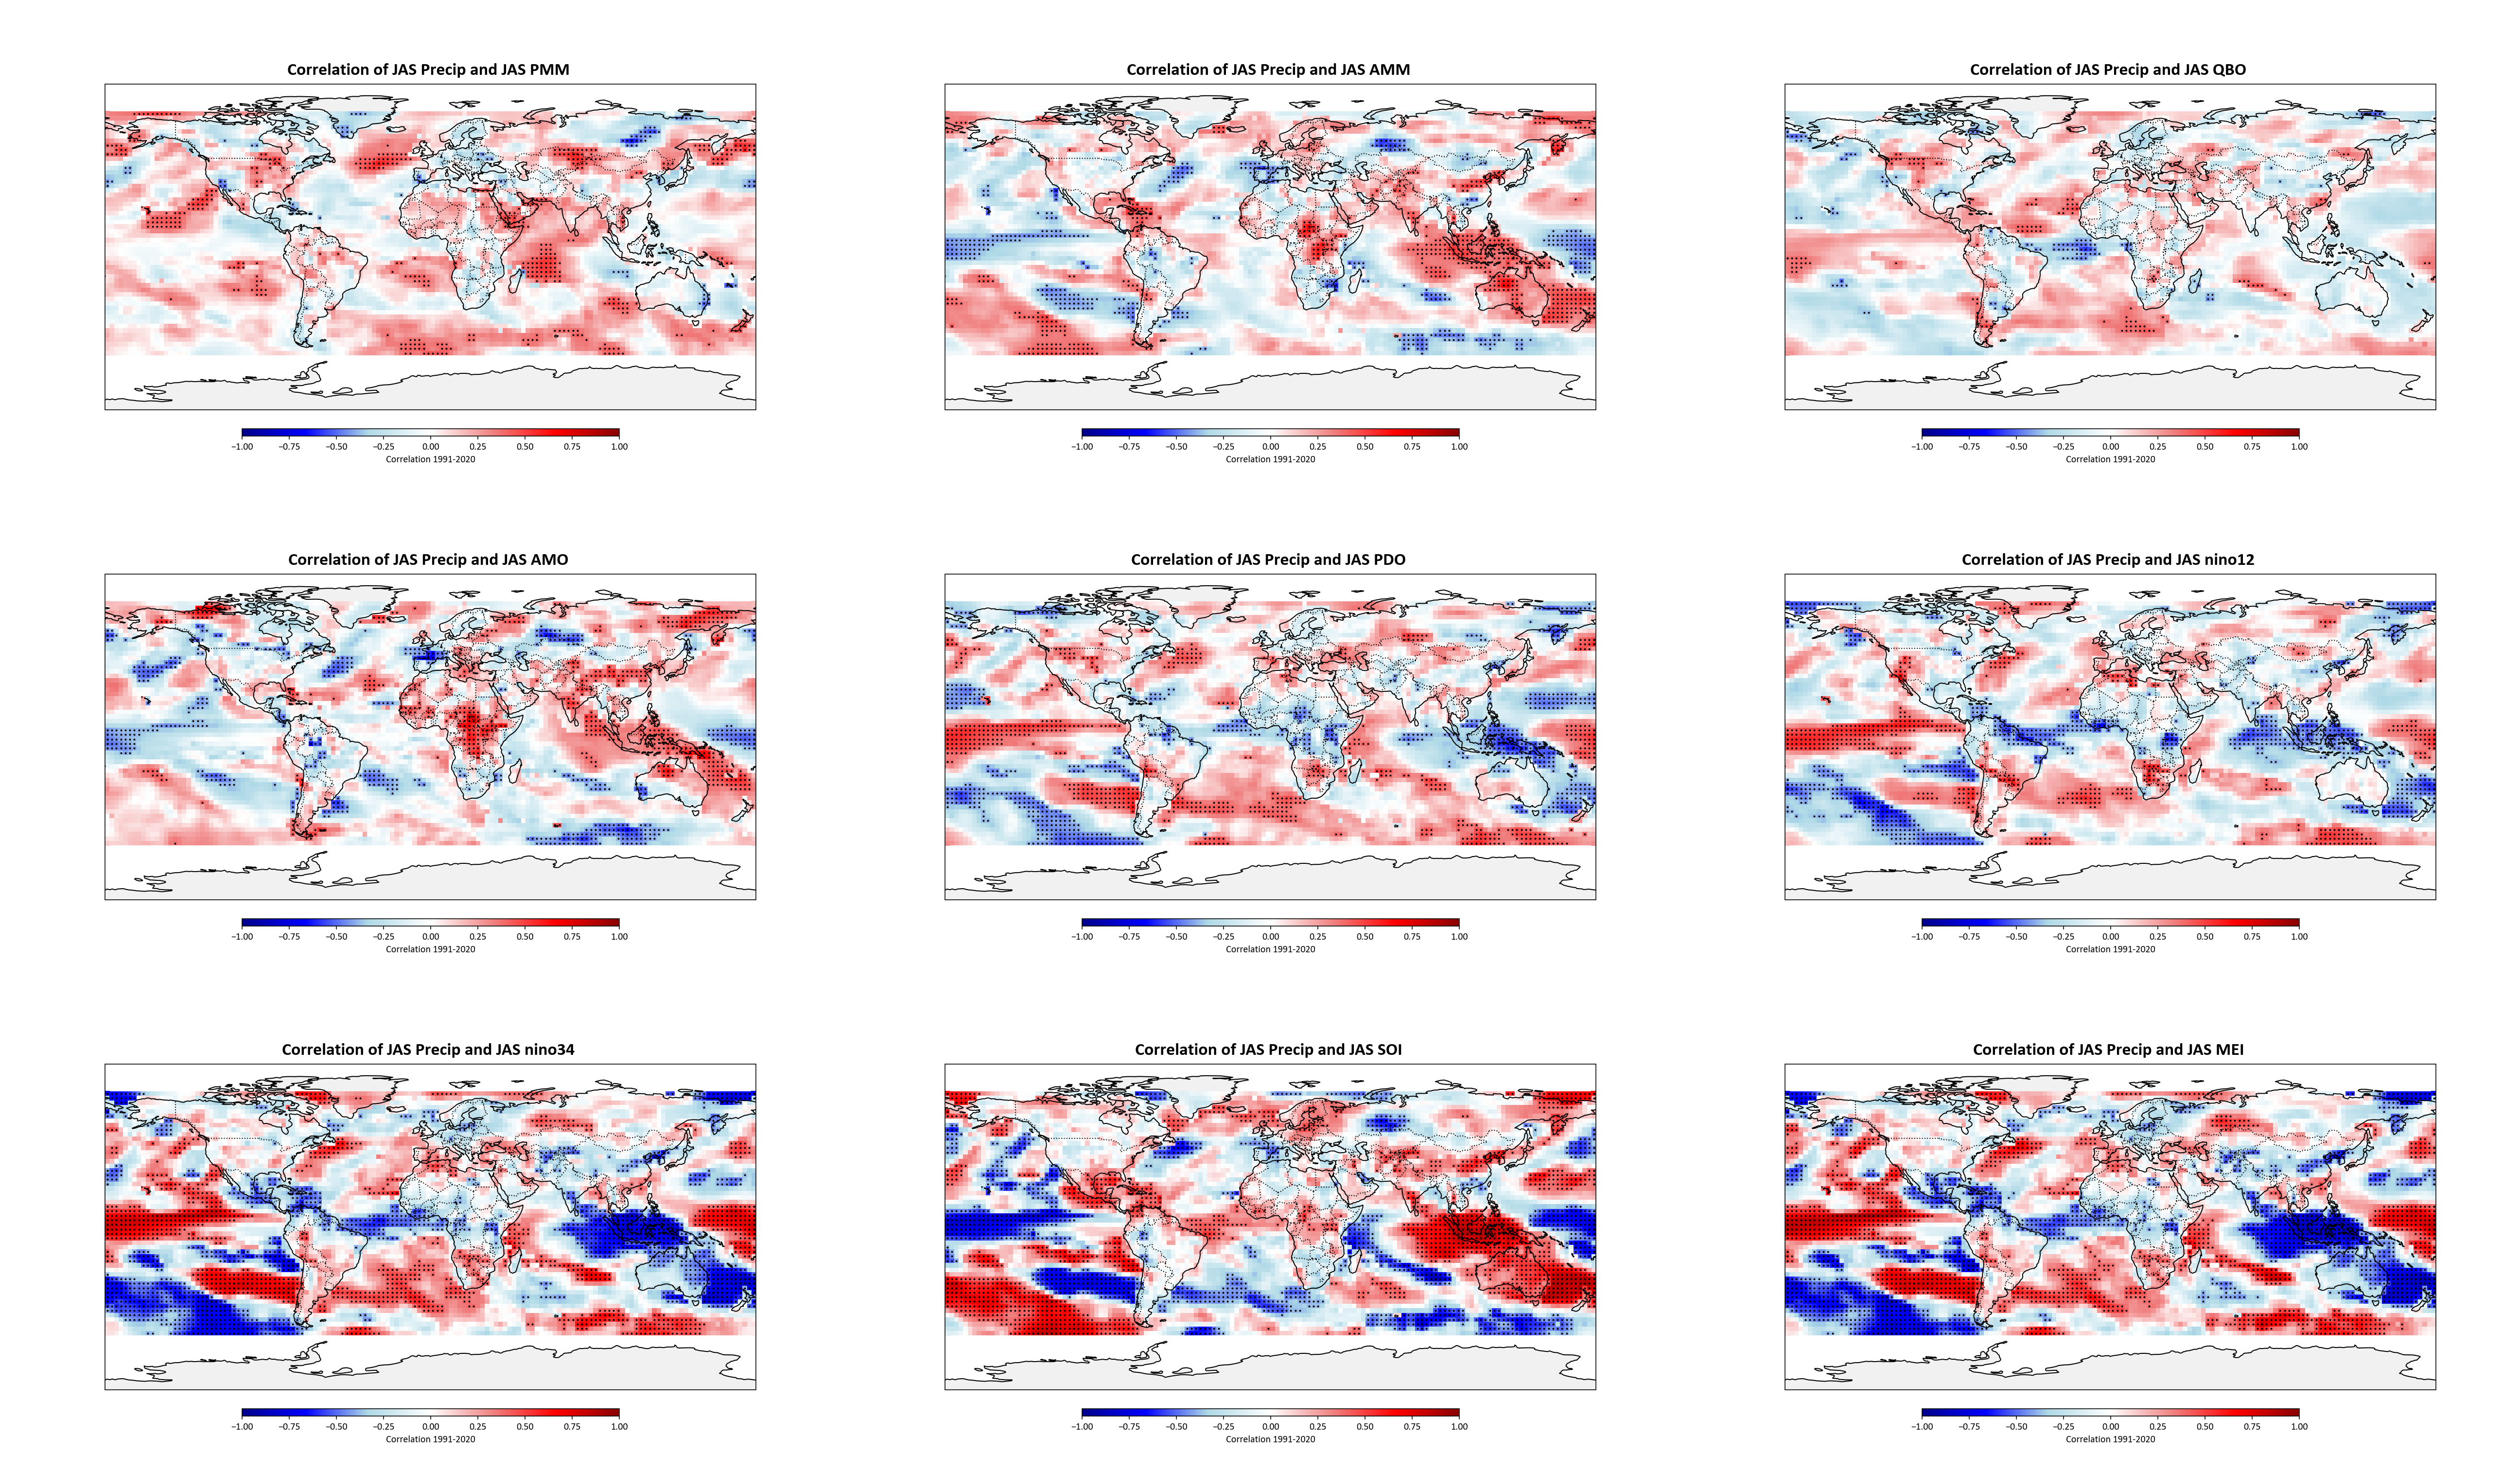 Correlation of JAS Precip and JAS PMM
Correlation of JAS Precip and JAS AMM
Correlation of JAS Precip and JAS QBO
−1.00 −0.75 −0.50 −0.25 0.00 0.25 0.50 0.75 1.00
Correlation 1991-2020
−1.00 −0.75 −0.50 −0.25 0.00 0.25 0.50 0.75 1.00
Correlation 1991-2020
−1.00 −0.75 −0.50 −0.25 0.00 0.25 0.50 0.75 1.00
Correlation 1991-2020
Correlation of JAS Precip and JAS AMO
Correlation of JAS Precip and JAS PDO
Correlation of JAS Precip and JAS nino12
−1.00 −0.75 −0.50 −0.25 0.00 0.25 0.50 0.75 1.00
Correlation 1991-2020
−1.00 −0.75 −0.50 −0.25 0.00 0.25 0.50 0.75 1.00
Correlation 1991-2020
−1.00 −0.75 −0.50 −0.25 0.00 0.25 0.50 0.75 1.00
Correlation 1991-2020
Correlation of JAS Precip and JAS nino34
Correlation of JAS Precip and JAS SOI
Correlation of JAS Precip and JAS MEI
−1.00 −0.75 −0.50 −0.25 0.00 0.25 0.50 0.75 1.00
Correlation 1991-2020
−1.00 −0.75 −0.50 −0.25 0.00 0.25 0.50 0.75 1.00
Correlation 1991-2020
−1.00 −0.75 −0.50 −0.25 0.00 0.25 0.50 0.75 1.00
Correlation 1991-2020